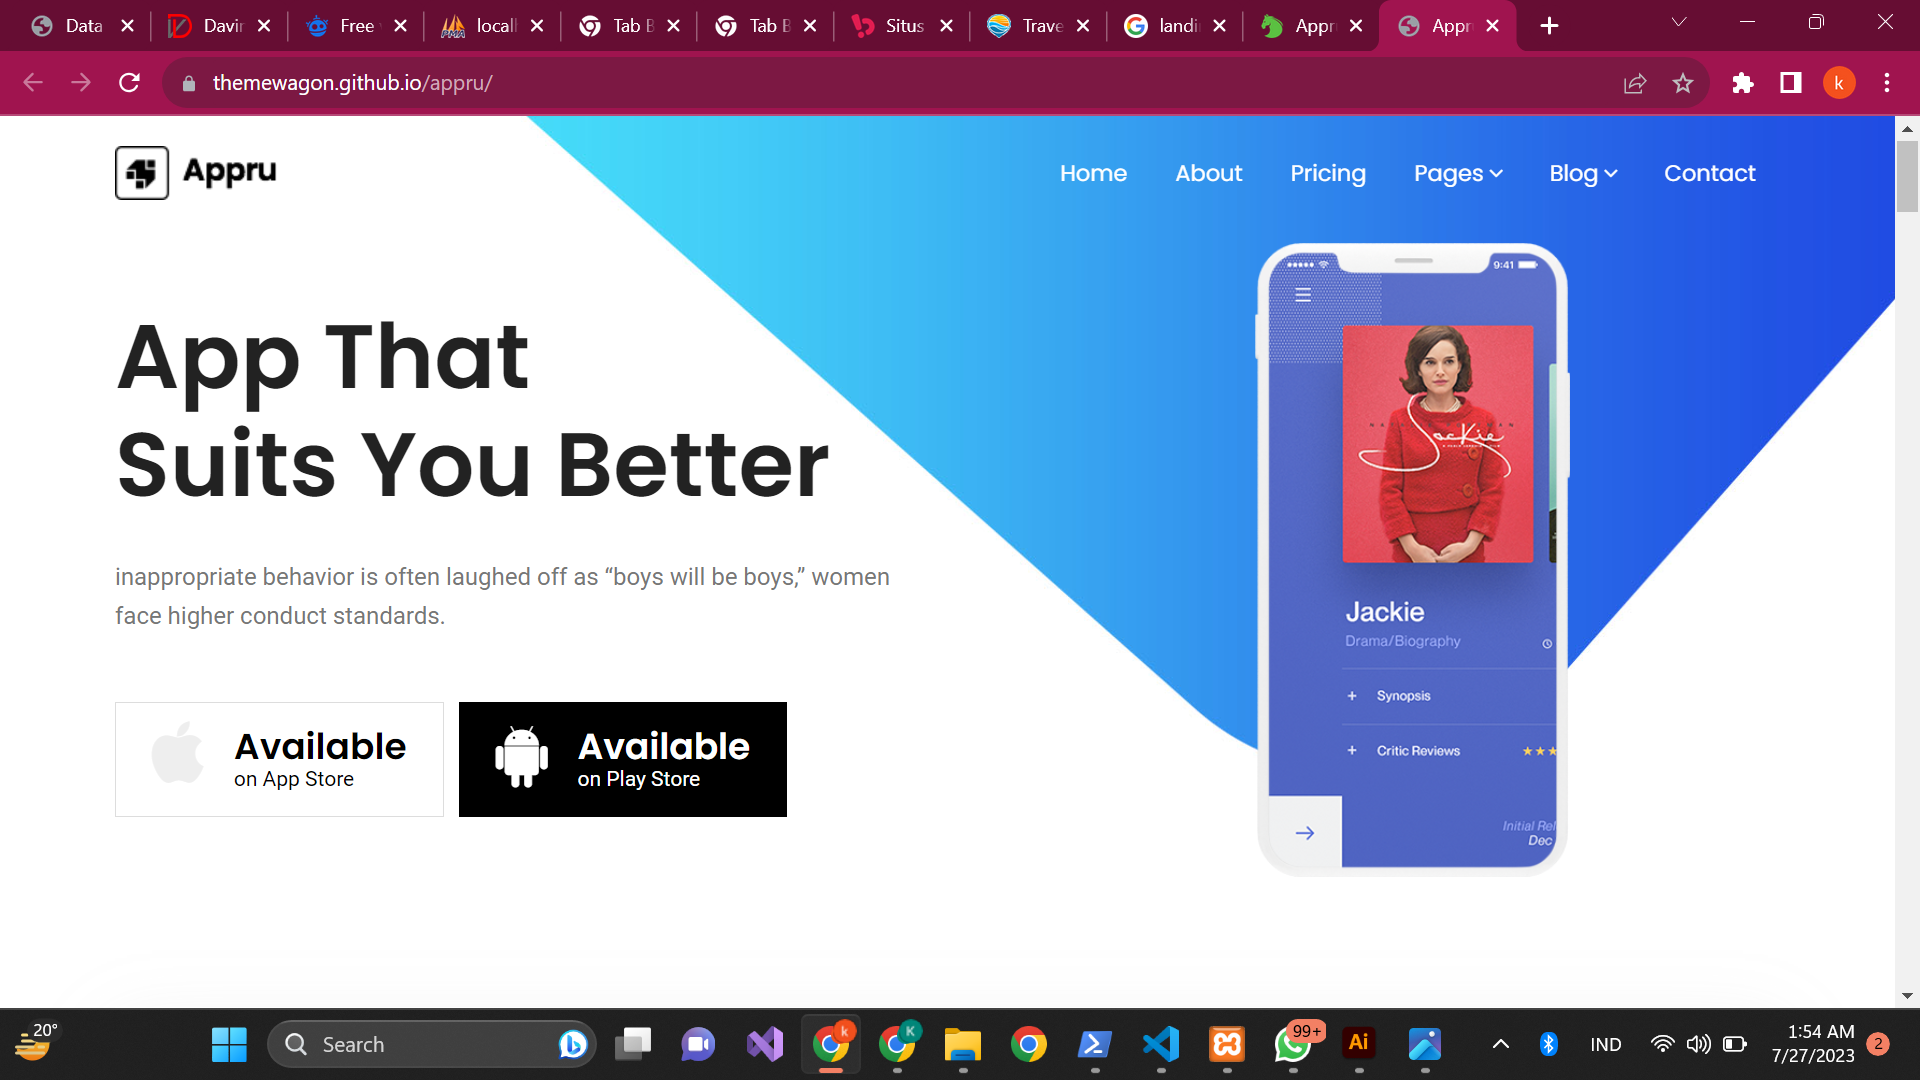 Data
Davin
Free
locall
Tab B
Tab B
Situs
Trave
landi
Appr
Appr
themewagon.github.io/appru/
k
Appru
Home
About
Pricing
Pages
Blog
Contact
9:41
App That
Suits You Better
Jackie
inappropriate behavior is often laughed off as “boys will be boys,” women
face higher conduct standards.
Jackie
Drama/Biography
Synopsis
Critic Reviews
Available
on App Store
Available
on Play Store
Initial Rel
Dec
20°
Search
k
K
99+
Ai
IND
1:54 AM
7/27/2023
2